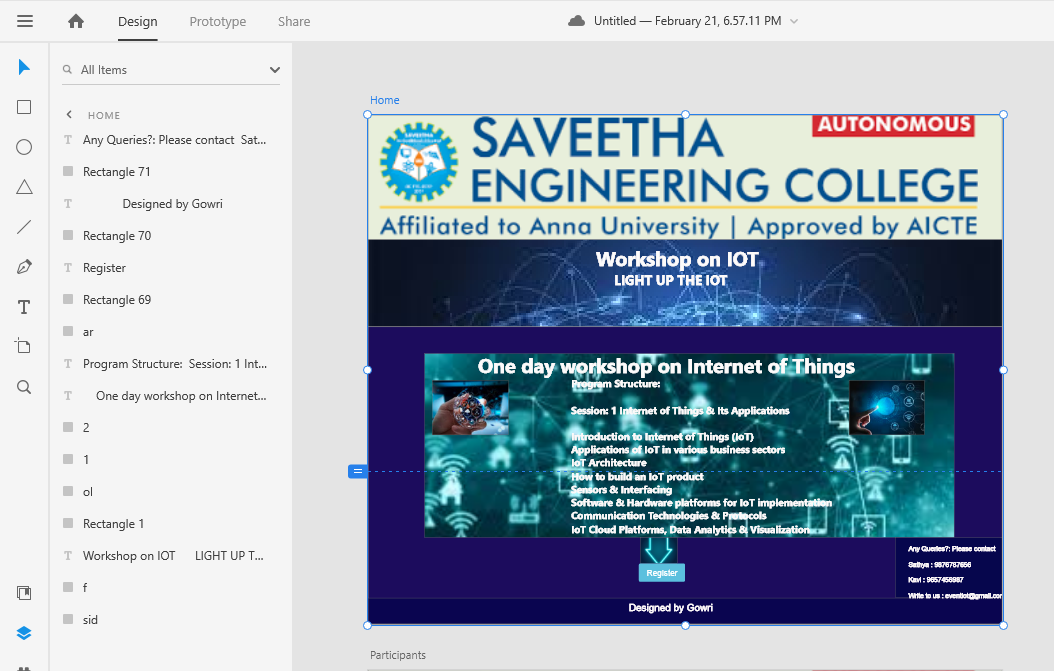 Design
Prototype
Share
Untitled — February 21, 6.57.11 PM
All Items
HOME
Any Queries?: Please contact Sat...
Rectangle 71
Designed by Gowri
Rectangle 70
Register
Rectangle 69
ar
Program Structure: Session: 1 Int...
One day workshop on Internet...
2
1
ol
Rectangle 1
Workshop on IOT LIGHT UP T...
f
sid
Home
AUTONOMOUS
SAVEETHA
ENGINEERING COLLEGE
Affiliated to Anna University | Approved by AICTE
Workshop on IOT
LIGHT UP THE IOT
One day workshop on Internet of Things
Program Structure:
Session: 1 Internet of Things & Its Applications
Introduction to Internet of Things (IoT)
Applications of IoT in various business sectors
IoT Architecture
How to build an IoT product
Sensors & Interfacing
Software & Hardware platforms for IoT implementation
Communication Technologies & Protocols
IoT Cloud Platforms, Data Analytics & Visualization
Register
Any Queries?: Please contact
Sathya : 9876787656
Kavi : 9657456987
Write to us : eventiot@gmail.com
Designed by Gowri
Participants